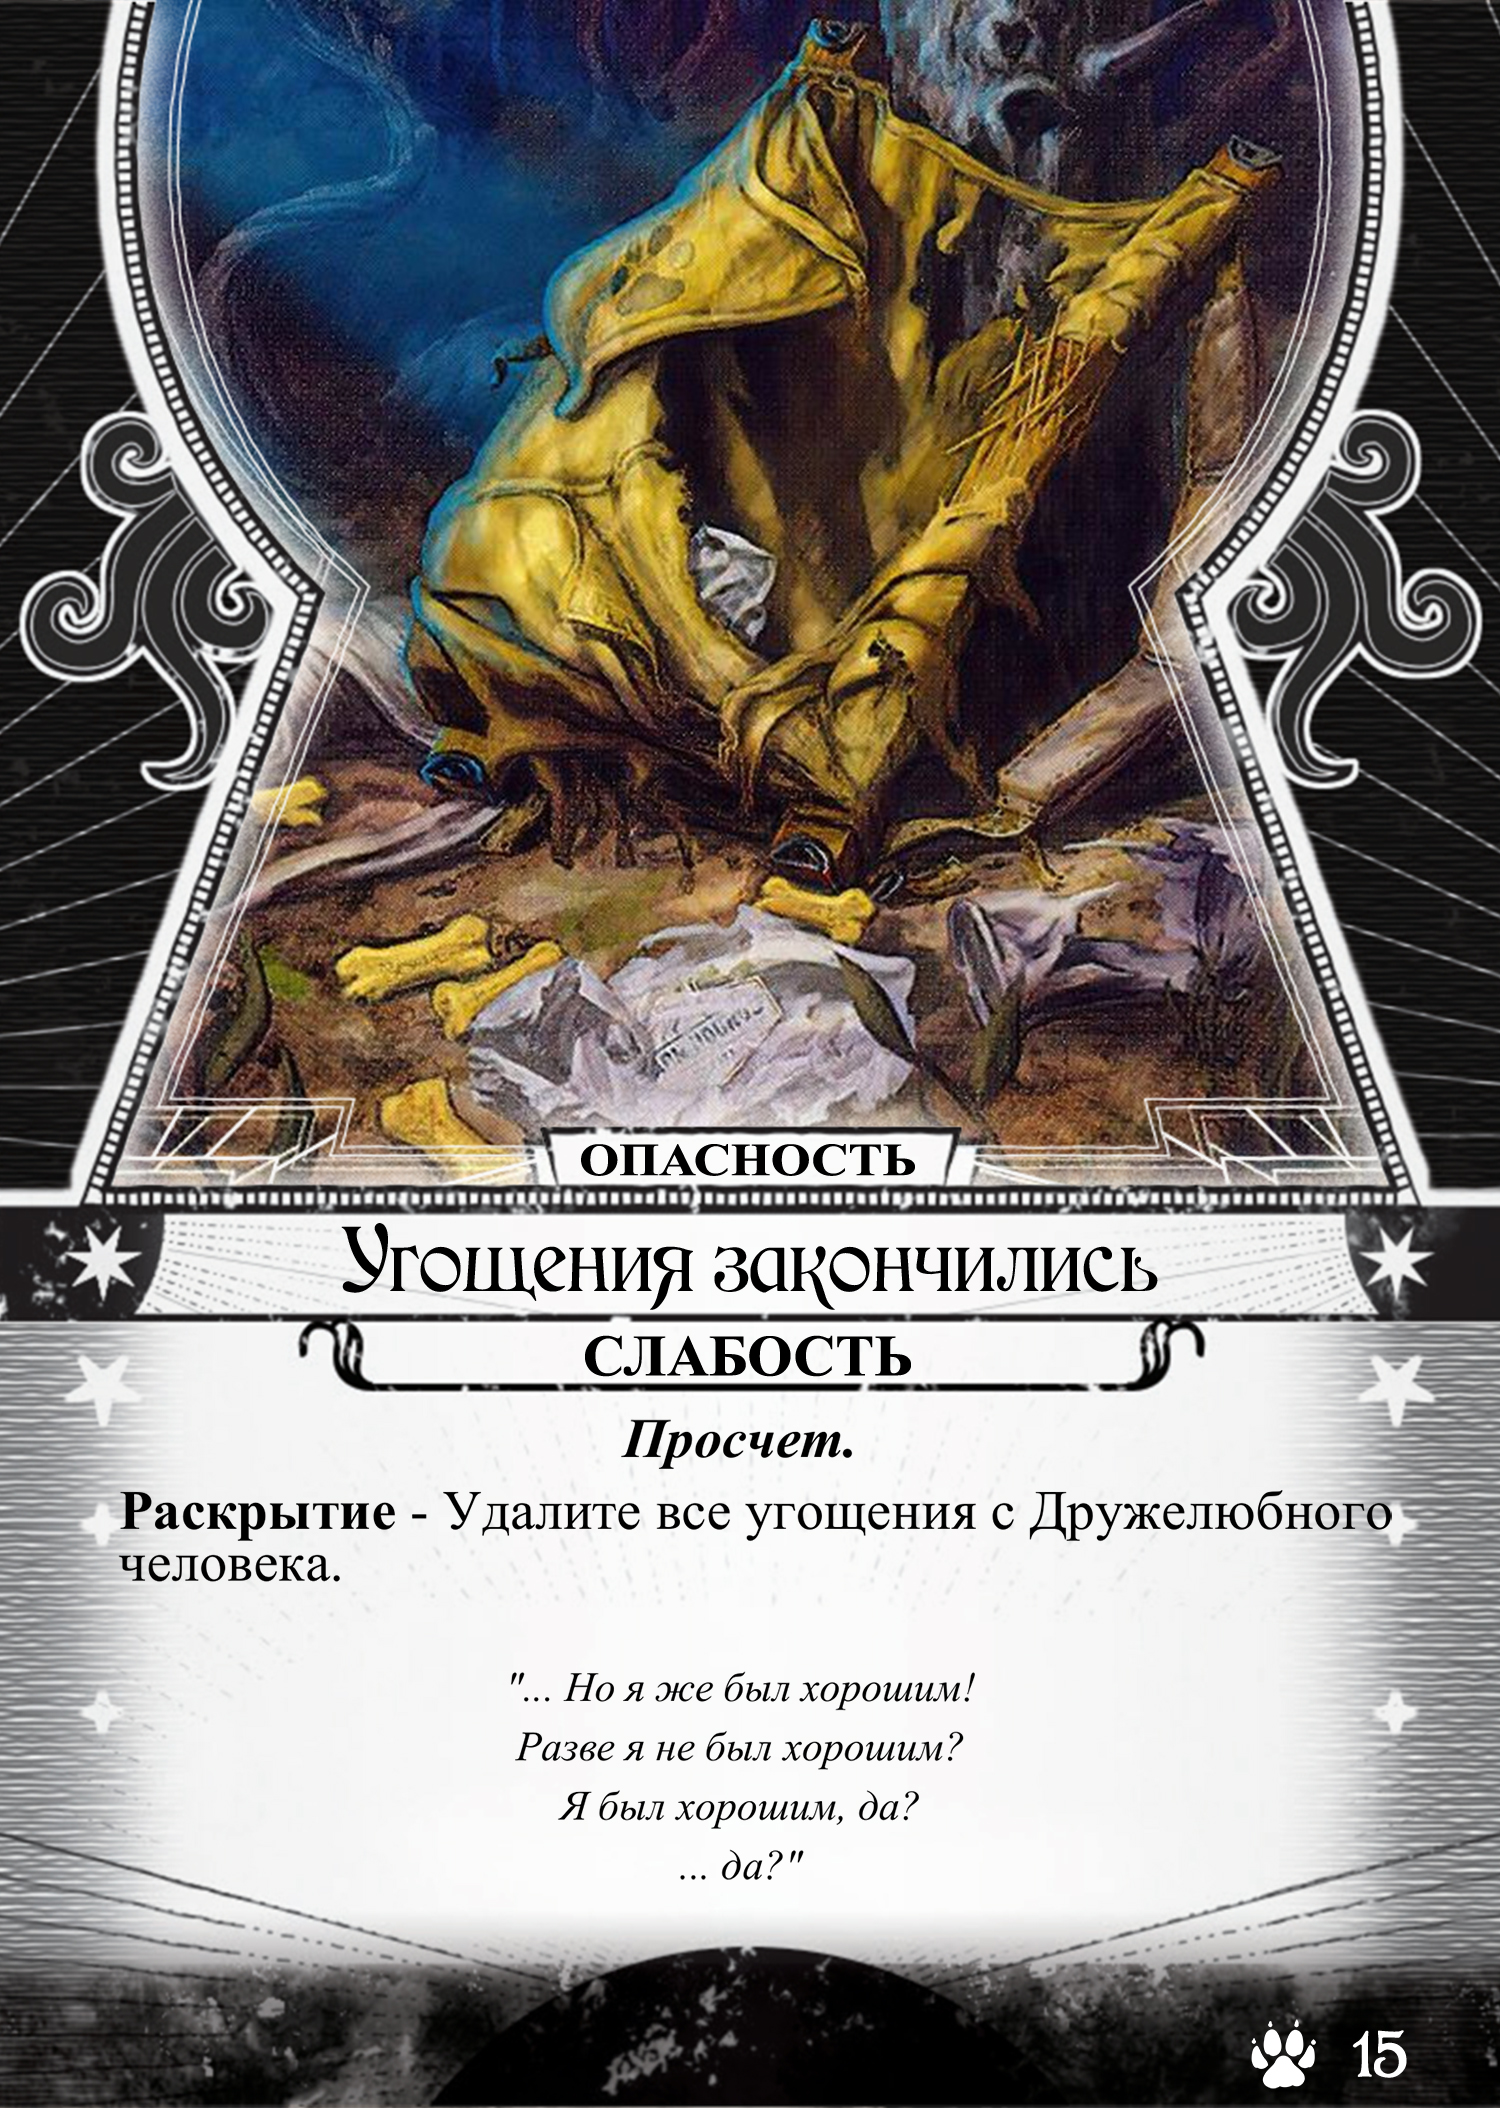 ОПАСНОСТЬ
Угощения закончились
СЛАБОСТЬ
Просчет.
Раскрытие - Удалите все угощения с Дружелюбного
человека.
"... Но я же был хорошим!
Разве я не был хорошим?
Я был хорошим, да?
... да?"
15